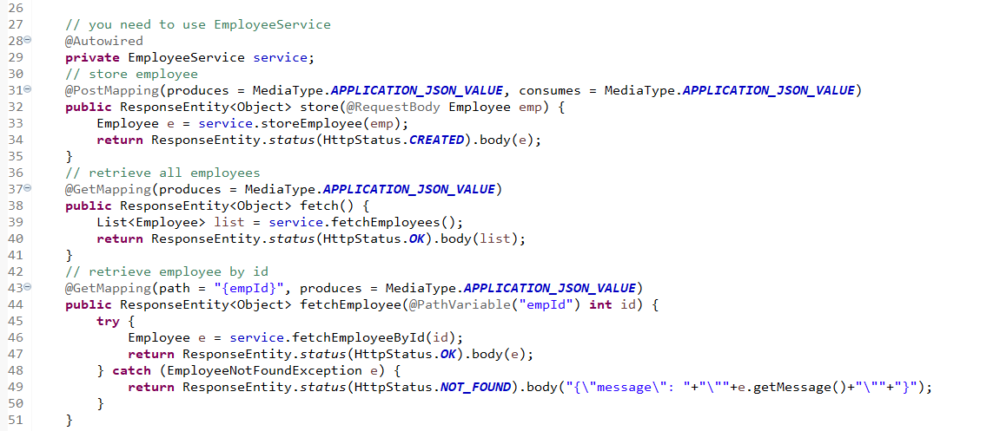 26
27 // you need to use EmployeeService
28 @Autowired
29 private EmployeeService service;
30 // store employee
31 @PostMapping(produces = MediaType.APPLICATION_JSON_VALUE, consumes = MediaType.APPLICATION_JSON_VALUE)
32 public ResponseEntity<Object> store(@RequestBody Employee emp) {
33 Employee e = service.storeEmployee(emp);
34 return ResponseEntity.status(HttpStatus.CREATED).body(e);
35 }
36 // retrieve all employees
37 @GetMapping(produces = MediaType.APPLICATION_JSON_VALUE)
38 public ResponseEntity<Object> fetch() {
39 List<Employee> list = service.fetchEmployees();
40 return ResponseEntity.status(HttpStatus.OK).body(list);
41 }
42 // retrieve employee by id
43 @GetMapping(path = "{empId}", produces = MediaType.APPLICATION_JSON_VALUE)
44 public ResponseEntity<Object> fetchEmployee(@PathVariable("empId") int id) {
45 try {
46 Employee e = service.fetchEmployeeById(id);
47 return ResponseEntity.status(HttpStatus.OK).body(e);
48 } catch (EmployeeNotFoundException e) {
49 return ResponseEntity.status(HttpStatus.NOT_FOUND).body("{\"message\": "+"\""+e.getMessage()+"\""+"}");
50 }
51 }